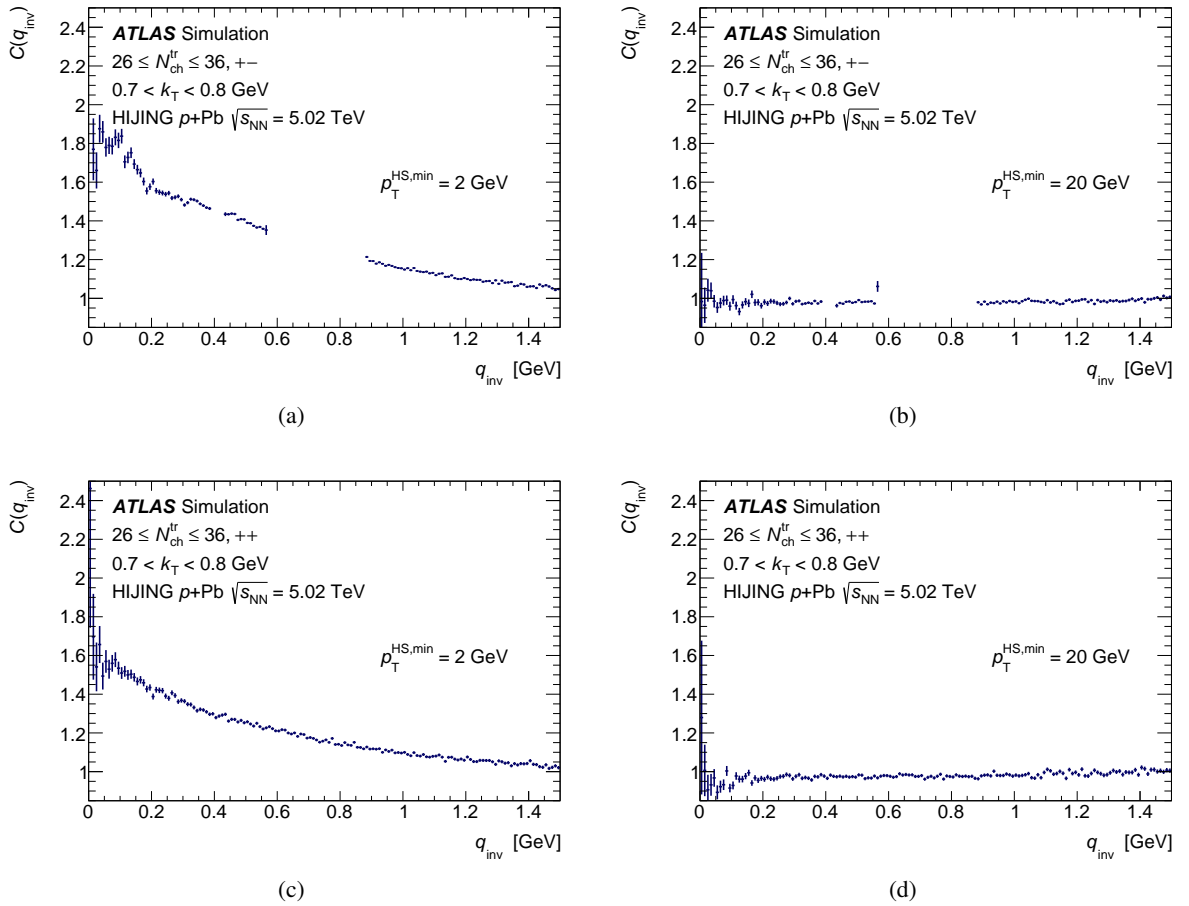 C(q_inv)
2.4
2.2
2
1.8
1.6
1.4
1.2
1
ATLAS Simulation
26 ≤ N_ch^tr ≤ 36, +−
0.7 < k_T < 0.8 GeV
HIJING p+Pb √s_NN = 5.02 TeV
p_T^HS,min = 2 GeV
0 0.2 0.4 0.6 0.8 1 1.2 1.4
q_inv [GeV]
(a)
C(q_inv)
2.4
2.2
2
1.8
1.6
1.4
1.2
1
ATLAS Simulation
26 ≤ N_ch^tr ≤ 36, +−
0.7 < k_T < 0.8 GeV
HIJING p+Pb √s_NN = 5.02 TeV
p_T^HS,min = 20 GeV
0 0.2 0.4 0.6 0.8 1 1.2 1.4
q_inv [GeV]
(b)
C(q_inv)
2.4
2.2
2
1.8
1.6
1.4
1.2
1
ATLAS Simulation
26 ≤ N_ch^tr ≤ 36, ++
0.7 < k_T < 0.8 GeV
HIJING p+Pb √s_NN = 5.02 TeV
p_T^HS,min = 2 GeV
0 0.2 0.4 0.6 0.8 1 1.2 1.4
q_inv [GeV]
(c)
C(q_inv)
2.4
2.2
2
1.8
1.6
1.4
1.2
1
ATLAS Simulation
26 ≤ N_ch^tr ≤ 36, ++
0.7 < k_T < 0.8 GeV
HIJING p+Pb √s_NN = 5.02 TeV
p_T^HS,min = 20 GeV
0 0.2 0.4 0.6 0.8 1 1.2 1.4
q_inv [GeV]
(d)